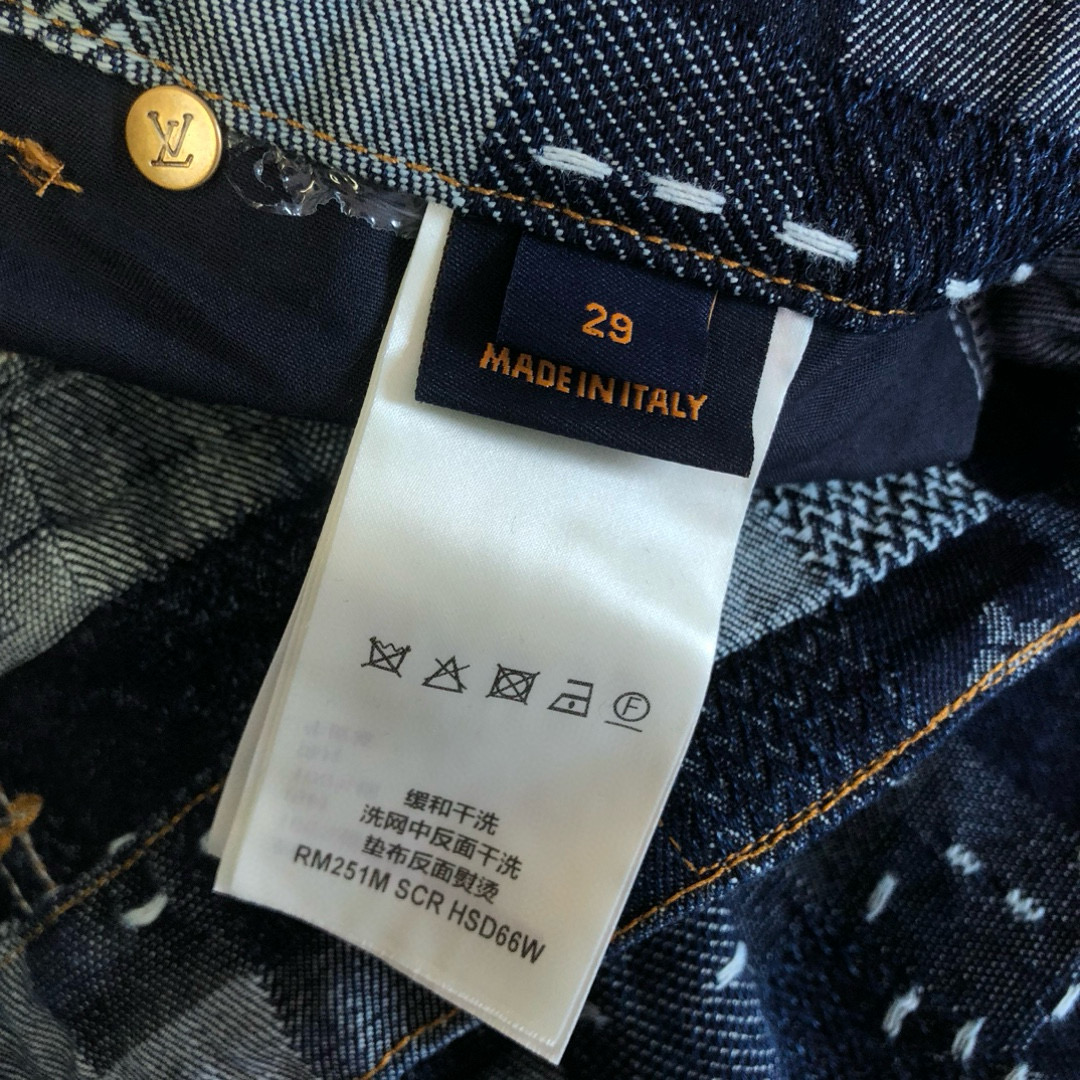 LV
29
MADE IN ITALY
F
缓和干洗
洗网中反面干洗
垫布反面熨烫
RM251M SCR HSD66W